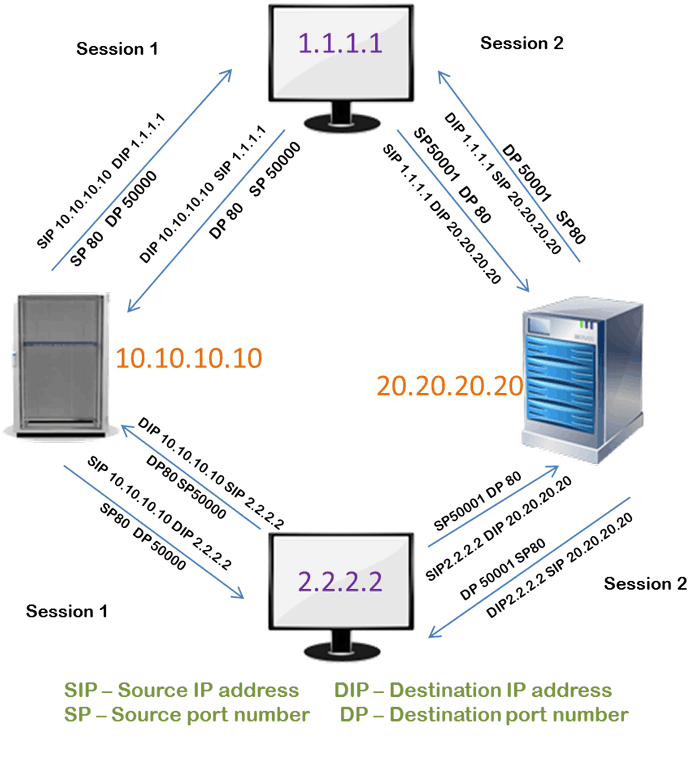 Session 1
1.1.1.1
Session 2
SIP 10.10.10.10 DIP 1.1.1.1
SP 80 DP 50000
DIP 10.10.10.10 SIP 1.1.1.1
DP 80 SP 50000
SP50001 DP 80
SIP 1.1.1.1 DIP 20.20.20.20
DP 50001 SP80
DIP 1.1.1.1 SIP 20.20.20.20
10.10.10.10
20.20.20.20
DIP 10.10.10.10 SIP 2.2.2.2
DP80 SP50000
SIP 10.10.10.10 DIP 2.2.2.2
SP80 DP 50000
SP50001 DP 80
SIP2.2.2.2 DIP 20.20.20.20
DP 50001 SP80
DIP2.2.2.2 SIP 20.20.20.20
2.2.2.2
Session 1
Session 2
SIP – Source IP address DIP – Destination IP address
SP – Source port number DP – Destination port number